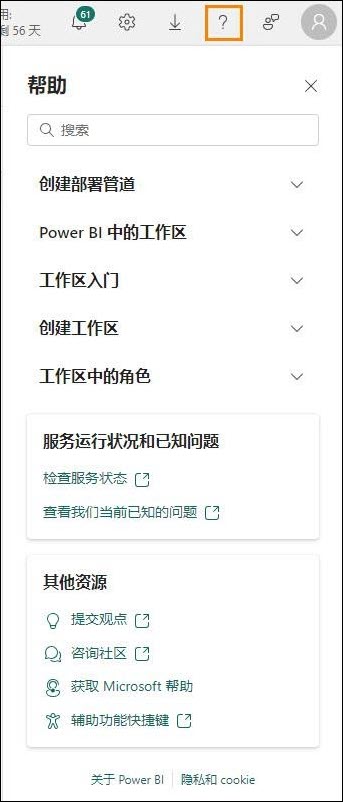 用:
61
剩 56 天
帮助
搜索
创建部署管道
Power BI 中的工作区
工作区入门
创建工作区
工作区中的角色
服务运行状况和已知问题
检查服务状态
查看我们当前已知的问题
其他资源
提交观点
咨询社区
获取 Microsoft 帮助
辅助功能快捷键
关于 Power BI 隐私和 cookie